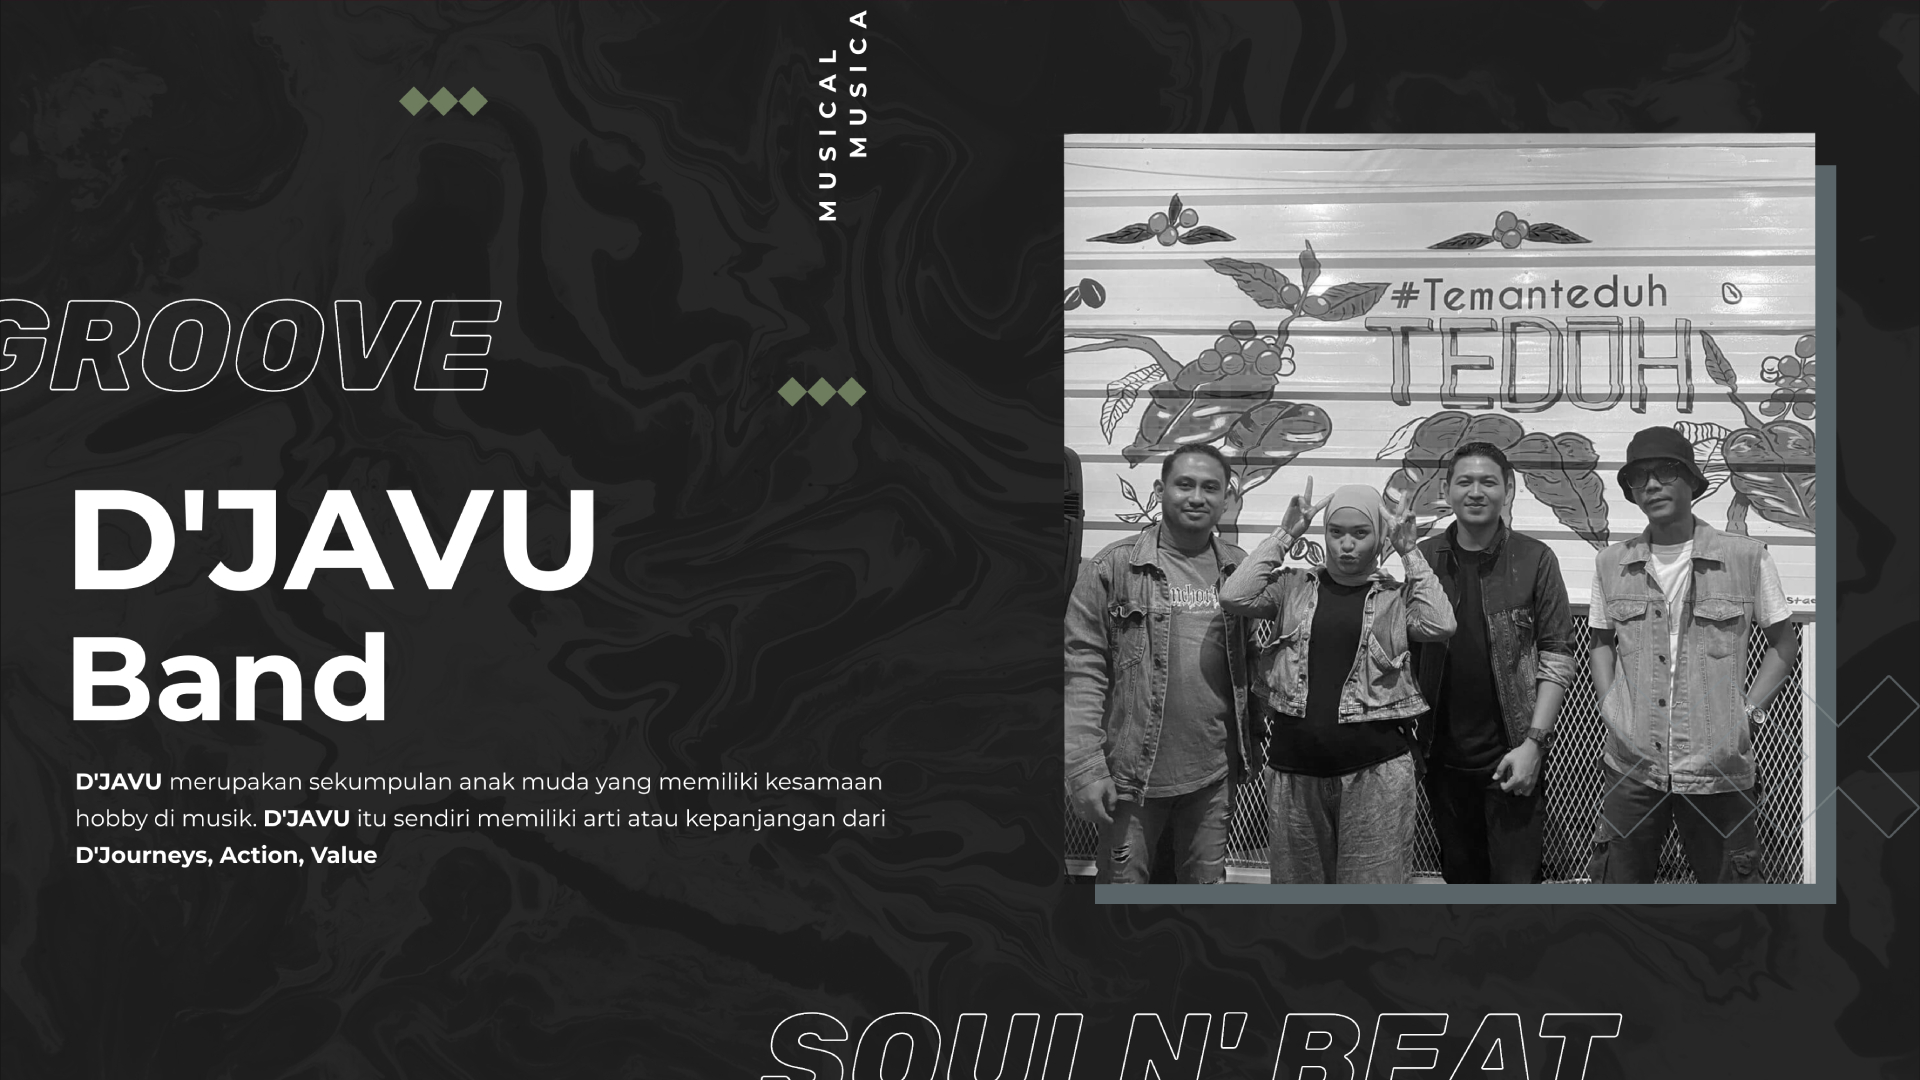 MUSICAL
MUSICA
GROOVE
#Temanteduh
TEDUH
D'JAVU
Band
D'JAVU merupakan sekumpulan anak muda yang memiliki kesamaan
hobby di musik. D'JAVU itu sendiri memiliki arti atau kepanjangan dari
D'Journeys, Action, Value
SOUL N' BEAT